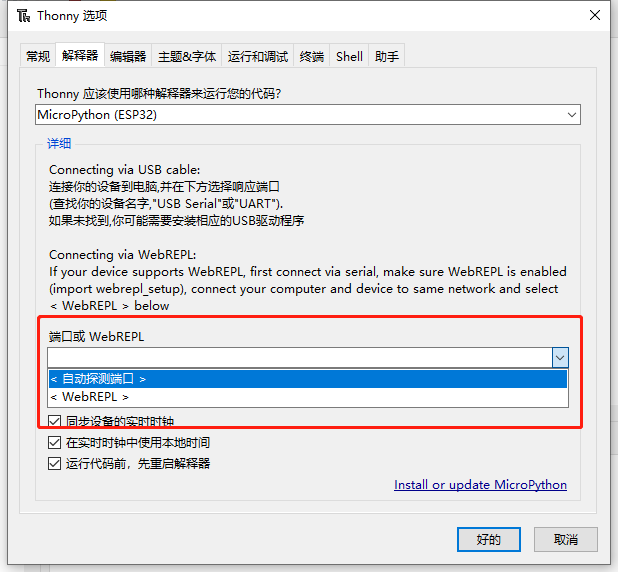 Thonny 选项
常规 解释器 编辑器 主题&字体 运行和调试 终端 Shell 助手
Thonny 应该使用哪种解释器来运行您的代码?
MicroPython (ESP32)
详细
Connecting via USB cable:
连接你的设备到电脑,并在下方选择响应端口
(查找你的设备名字,"USB Serial"或"UART").
如果未找到,你可能需要安装相应的USB驱动程序
Connecting via WebREPL:
If your device supports WebREPL, first connect via serial, make sure WebREPL is enabled
(import webrepl_setup), connect your computer and device to same network and select
< WebREPL > below
端口或 WebREPL
< 自动探测端口 >
< WebREPL >
同步设备的实时时钟
在实时时钟中使用本地时间
运行代码前，先重启解释器
Install or update MicroPython
好的 取消